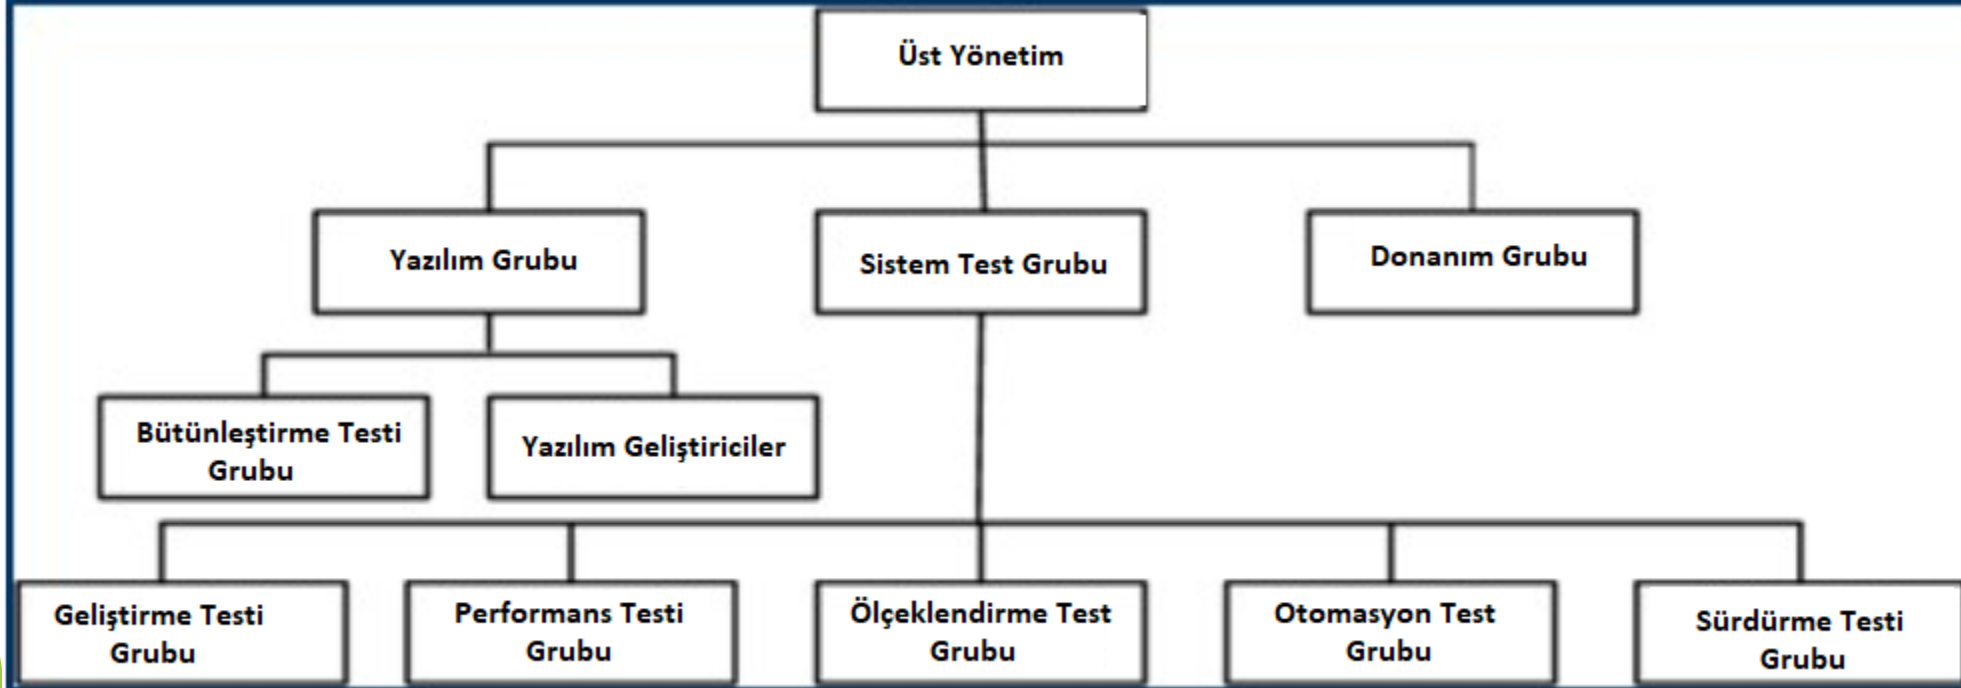 Üst Yönetim
Yazılım Grubu
Sistem Test Grubu
Donanım Grubu
Bütünleştirme Testi
Grubu
Yazılım Geliştiriciler
Geliştirme Testi
Grubu
Performans Testi
Grubu
Ölçeklendirme Test
Grubu
Otomasyon Test
Grubu
Sürdürme Testi
Grubu